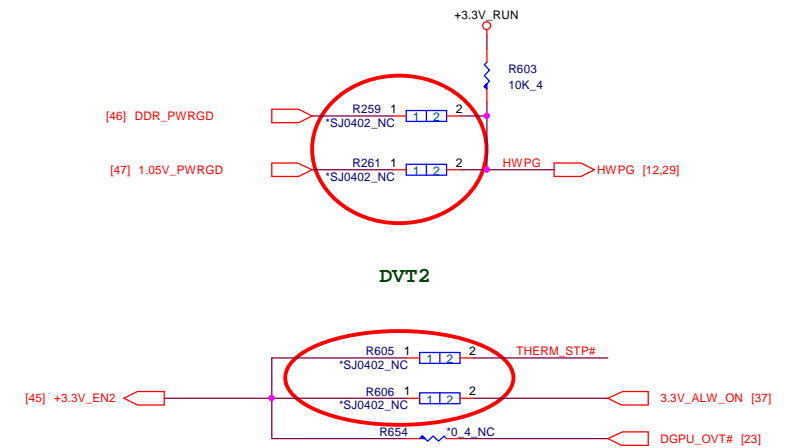 +3.3V_RUN
R603
10K_4
[46] DDR_PWRGD
R259 1 1 2 2
*SJ0402_NC
[47] 1.05V_PWRGD
R261 1 1 2 2 HWPG HWPG [12,29]
*SJ0402_NC
DVT2
R605 1 1 2 2 THERM_STP#
*SJ0402_NC
[45] +3.3V_EN2
R606 1 1 2 2 3.3V_ALW_ON [37]
*SJ0402_NC
R654 *0_4_NC
DGPU_OVT# [23]